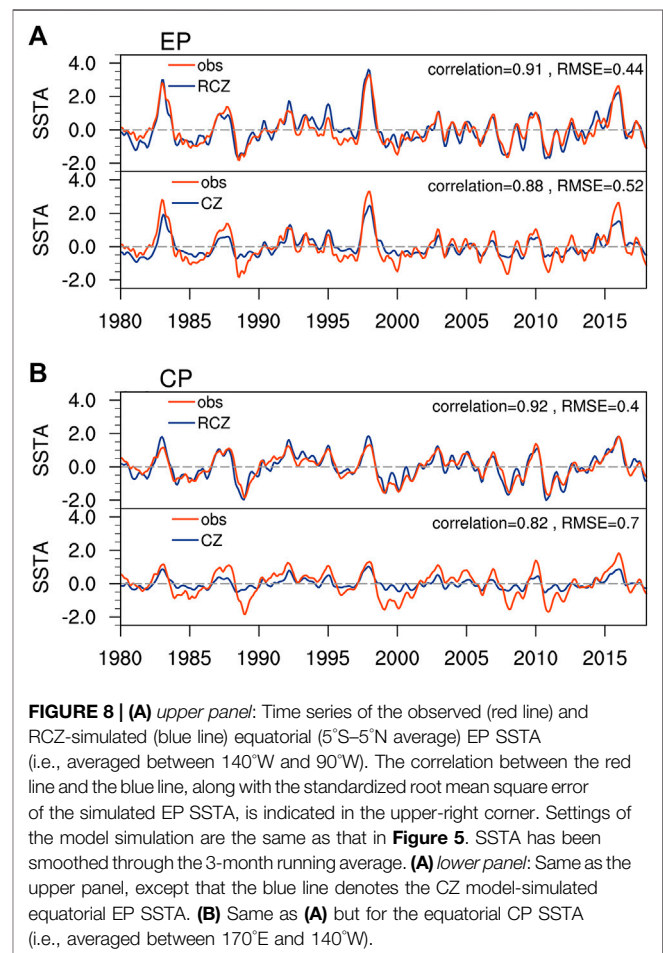 A
EP
4.0
2.0
0.0
-2.0
SSTA
obs
RCZ
correlation=0.91 , RMSE=0.44
4.0
2.0
0.0
-2.0
SSTA
obs
CZ
correlation=0.88 , RMSE=0.52
1980 1985 1990 1995 2000 2005 2010 2015
B
CP
4.0
2.0
0.0
-2.0
SSTA
obs
RCZ
correlation=0.92 , RMSE=0.4
4.0
2.0
0.0
-2.0
SSTA
obs
CZ
correlation=0.82 , RMSE=0.7
1980 1985 1990 1995 2000 2005 2010 2015
FIGURE 8 | (A) upper panel: Time series of the observed (red line) and
RCZ-simulated (blue line) equatorial (5°S–5°N average) EP SSTA
(i.e., averaged between 140°W and 90°W). The correlation between the red
line and the blue line, along with the standardized root mean square error
of the simulated EP SSTA, is indicated in the upper-right corner. Settings of
the model simulation are the same as that in Figure 5. SSTA has been
smoothed through the 3-month running average. (A) lower panel: Same as the
upper panel, except that the blue line denotes the CZ model-simulated
equatorial EP SSTA. (B) Same as (A) but for the equatorial CP SSTA
(i.e., averaged between 170°E and 140°W).